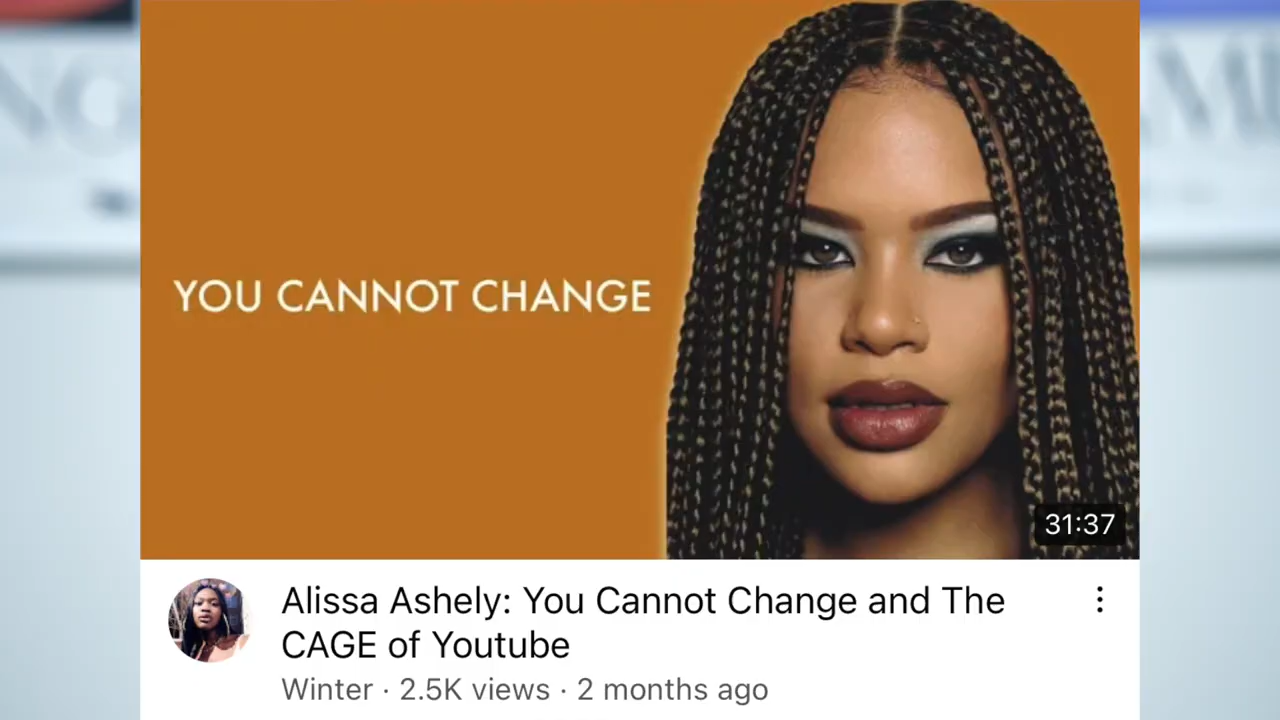 YOU CANNOT CHANGE
31:37
Alissa Ashely: You Cannot Change and The
CAGE of Youtube
Winter · 2.5K views · 2 months ago